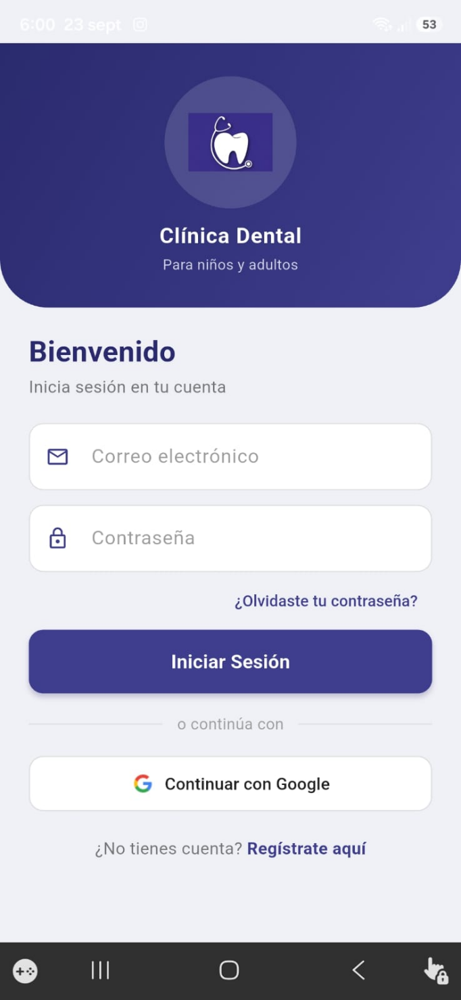 6:00 23 sept 53
Clínica Dental
Para niños y adultos
Bienvenido
Inicia sesión en tu cuenta
Correo electrónico
Contraseña
¿Olvidaste tu contraseña?
Iniciar Sesión
o continúa con
Continuar con Google
¿No tienes cuenta? Regístrate aquí